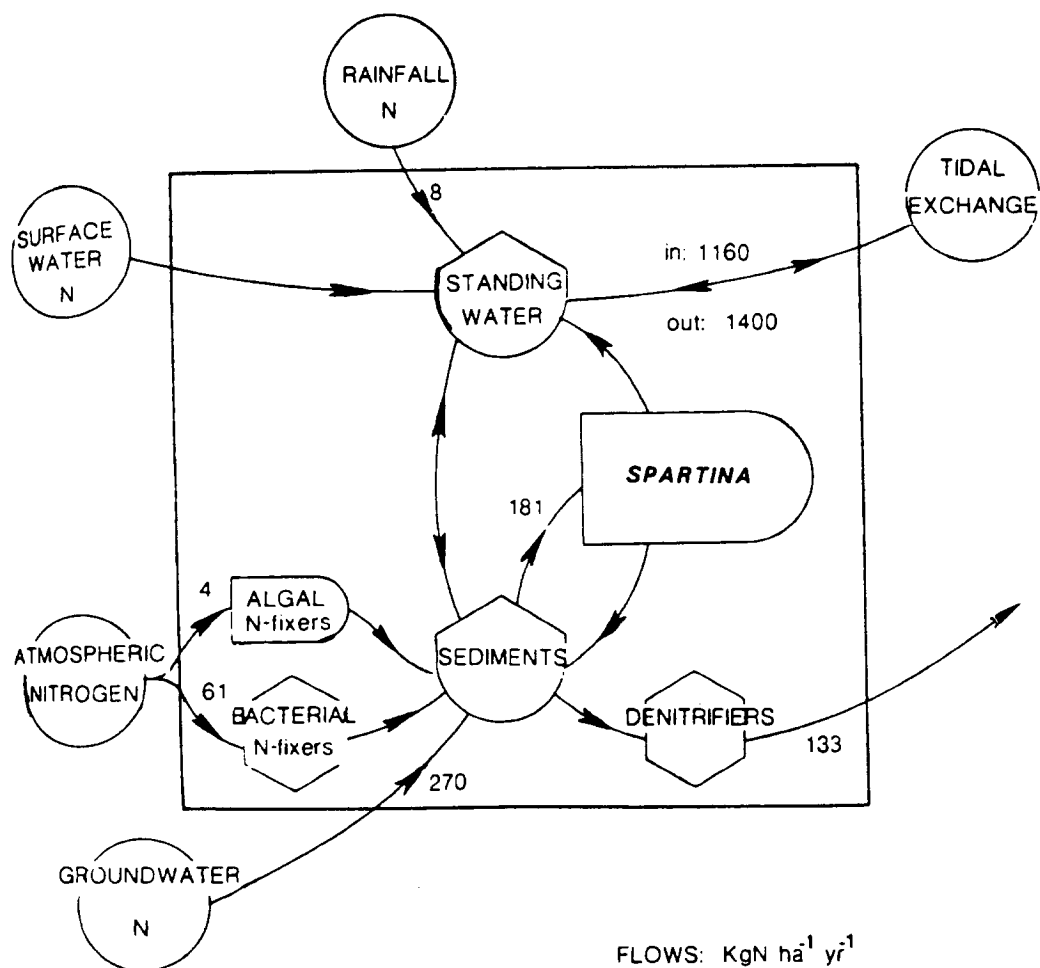 RAINFALL
N
8
SURFACE
WATER
N
TIDAL
EXCHANGE
in: 1160
STANDING
WATER
out: 1400
SPARTINA
181
4
ALGAL
N-fixers
ATMOSPHERIC
NITROGEN
SEDIMENTS
61
BACTERIAL
N-fixers
DENITRIFIERS
133
270
GROUNDWATER
N
FLOWS: KgN ha⁻¹ yr⁻¹